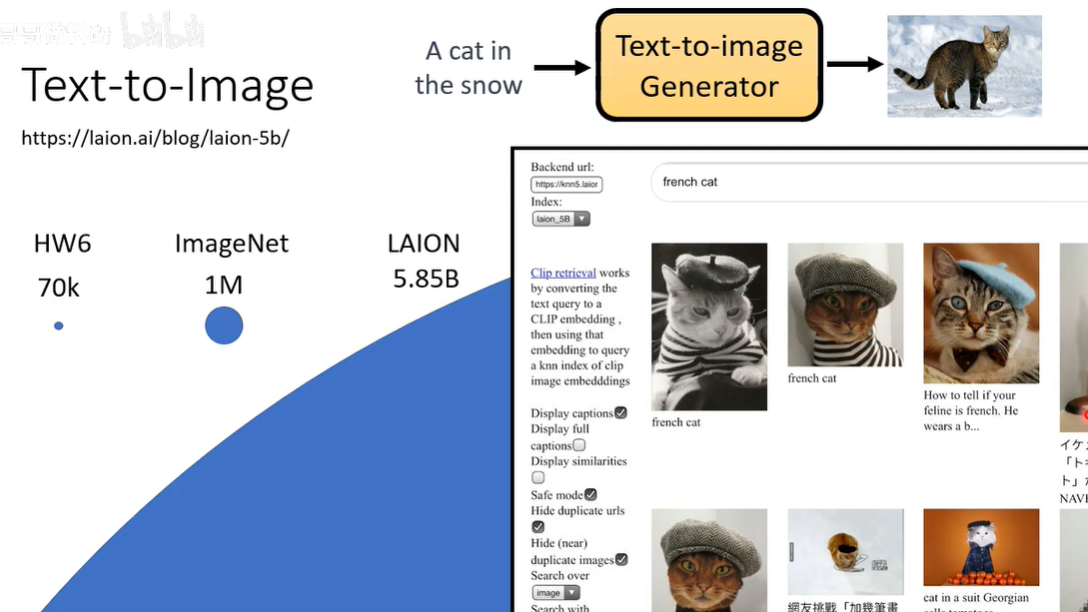 Text-to-Image
https://laion.ai/blog/laion-5b/
A cat in
the snow
Text-to-image
Generator
HW6
70k
ImageNet
1M
LAION
5.85B
Backend url:
https://knn5.laior
Index:
laion_5B
french cat
Clip retrieval works
by converting the
text query to a
CLIP embedding ,
then using that
embedding to query
a knn index of clip
image embedddings
Display captions
Display full
captions
Display similarities
Safe mode
Hide duplicate urls
Hide (near)
duplicate images
Search over
image
Search with
french cat
french cat
How to tell if your
feline is french. He
wears a b...
イケメ
「トキ
ト」
NAVE
網友挑戰「加幾筆畫
cat in a suit Georgian
sells tomatoes